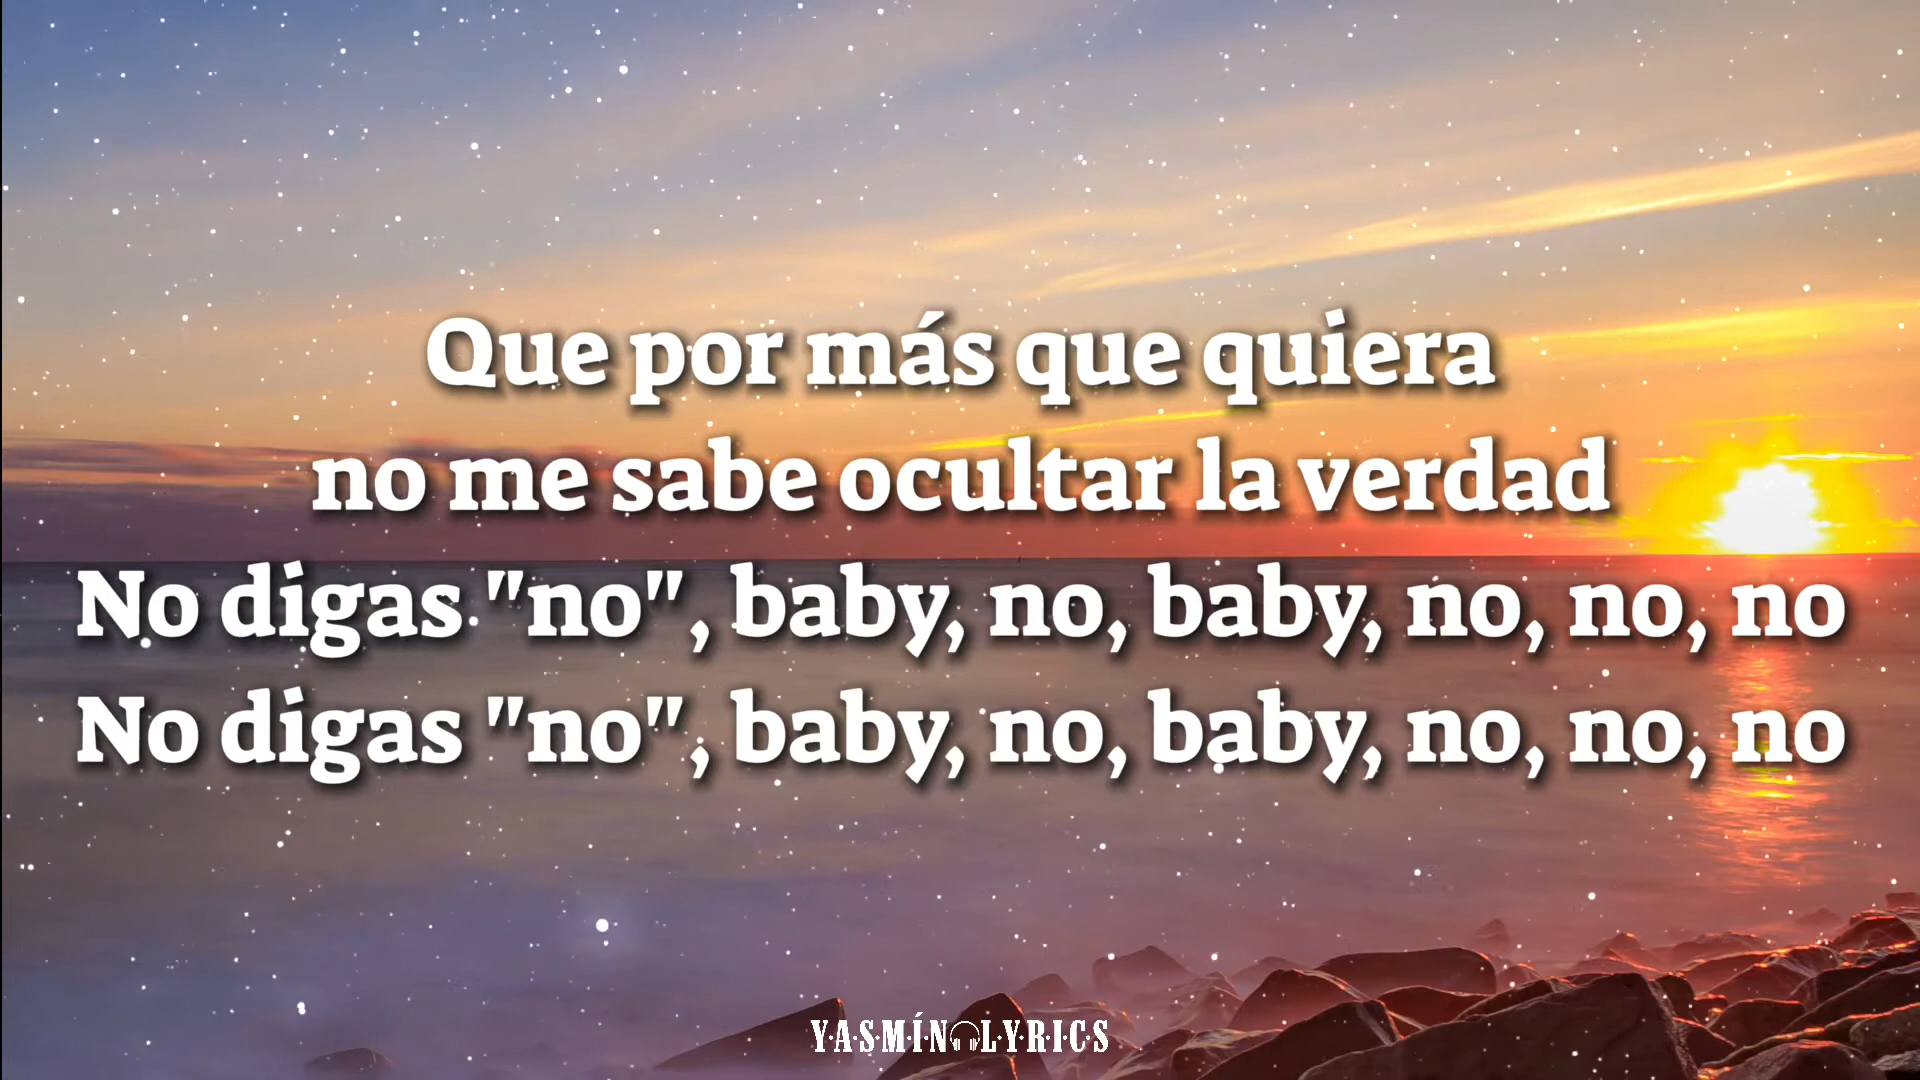 Que por más que quiera
no me sabe ocultar la verdad
No digas "no", baby, no, baby, no, no, no
No digas "no", baby, no, baby, no, no, no
YASMÍN LYRICS